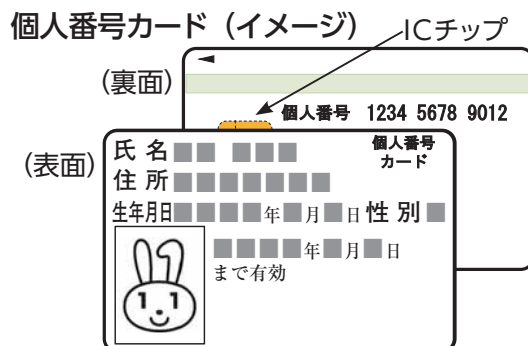 個人番号カード（イメージ）
ICチップ
（裏面）
個人番号 1234 5678 9012
（表面）
個人番号
カード
氏 名■■ ■■■
住 所■■■■■■■
生年月日■■■■年■月■日 性 別■
■■■■年■月■日
まで有効
1 1